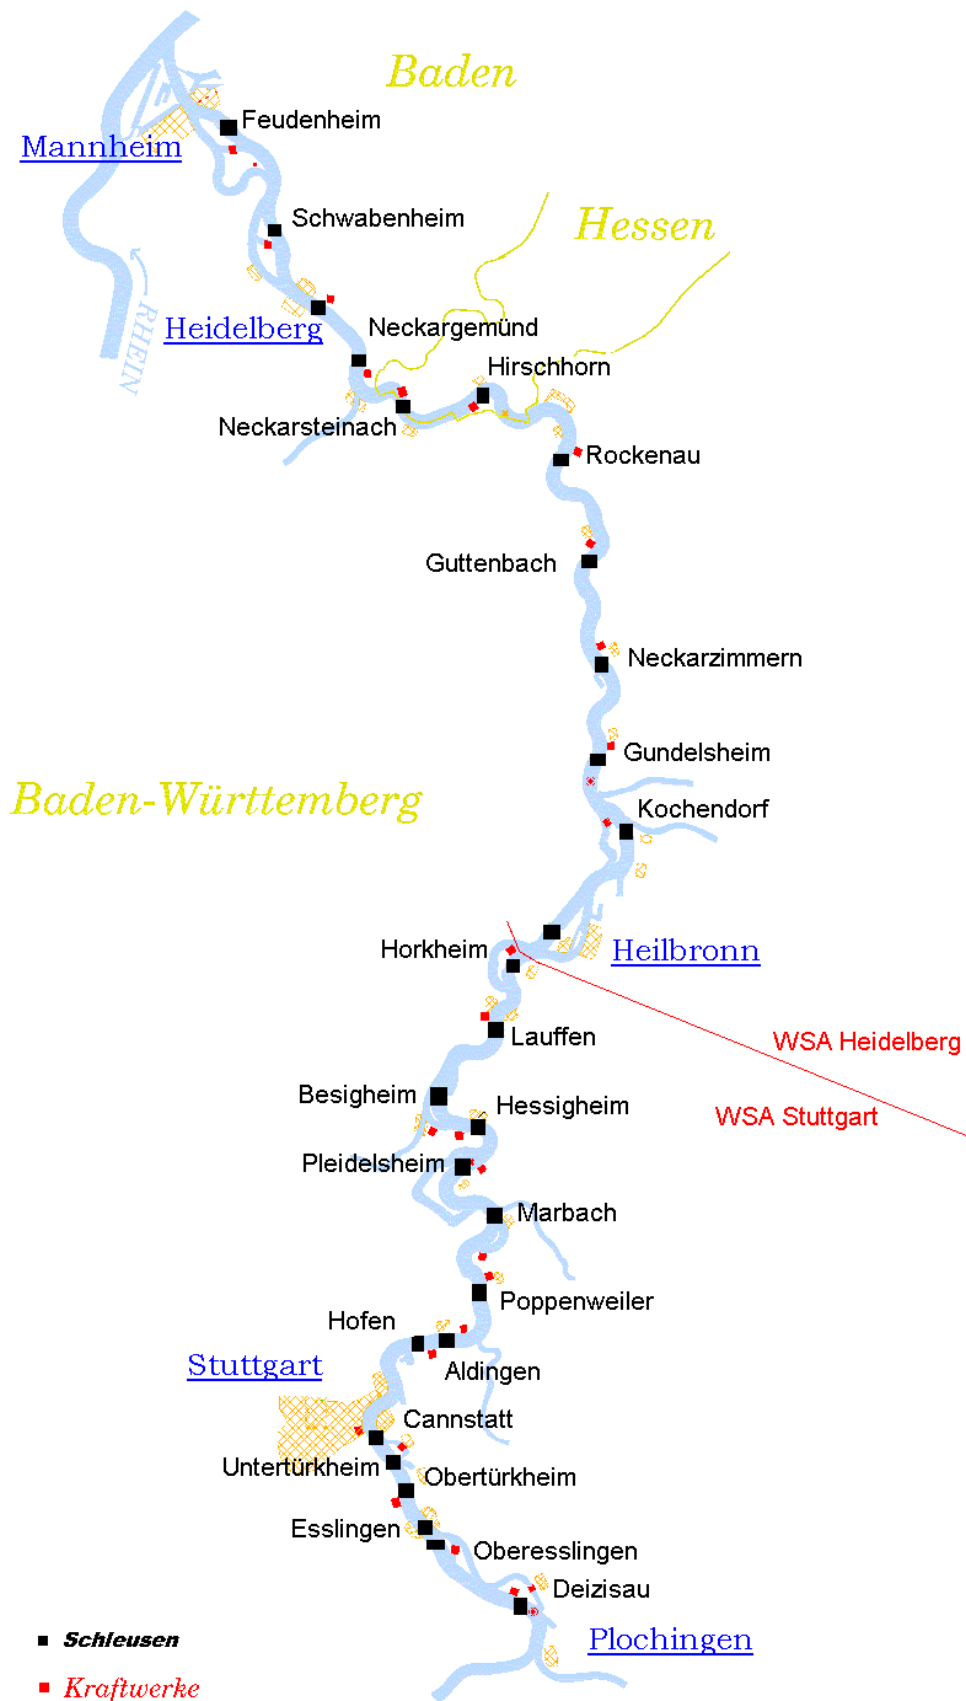 Baden
Feudenheim
Mannheim
Schwabenheim
Hessen
RHEIN
Heidelberg
Neckargemünd
Hirschhorn
Neckarsteinach
Rockenau
Guttenbach
Neckarzimmern
Gundelsheim
Baden-Württemberg
Kochendorf
Horkheim
Heilbronn
Lauffen
WSA Heidelberg
Besigheim
Hessigheim
WSA Stuttgart
Pleidelsheim
Marbach
Poppenweiler
Hofen
Stuttgart
Aldingen
Cannstatt
Untertürkheim
Obertürkheim
Esslingen
Oberesslingen
Deizisau
Plochingen
Schleusen
Kraftwerke